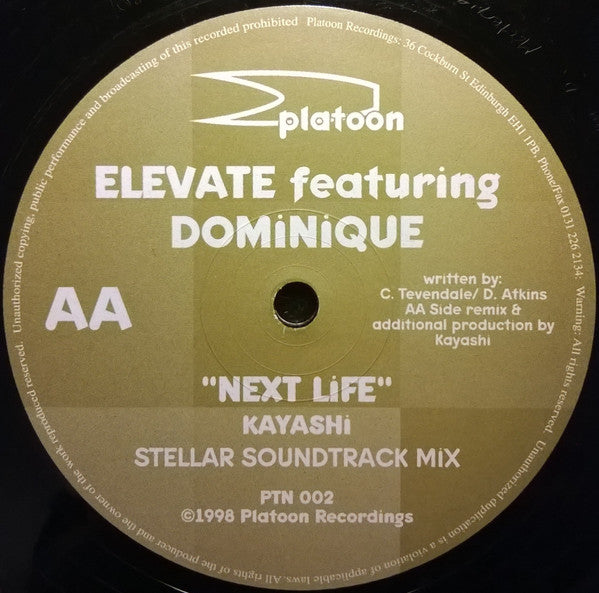 platoon
ELEVATE featuring
DOMiNiQUE
AA
written by:
C. Tevendale/ D. Atkins
AA Side remix &
additional production by
Kayashi
"NEXT LiFE"
KAYASHi
STELLAR SOUNDTRACK MiX
PTN 002
©1998 Platoon Recordings
Unauthorized copying, public performance and broadcasting of this recorded prohibited Platoon Recordings: 36 Cockburn St Edinburgh EH1 1PB, Phone/Fax 0131 226 2134: Warning: All rights reserved. Unauthorized duplication is a violation of applicable laws. All rights of the producer and the owner of the work reproduced reserved.